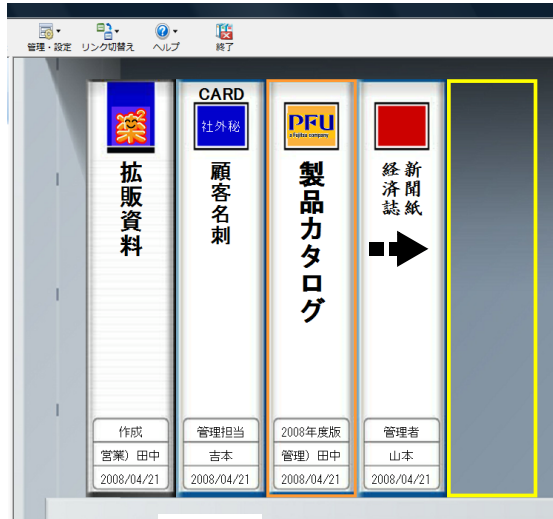 管理・設定 リンク切替え ヘルプ 終了
楽
拡販資料
作成
営業）田中
2008/04/21
CARD
社外秘
顧客名刺
管理担当
吉本
2008/04/21
PFU
a Fujitsu company
製品カタログ
2008年度版
管理）田中
2008/04/21
新聞紙
経済誌
管理者
山本
2008/04/21